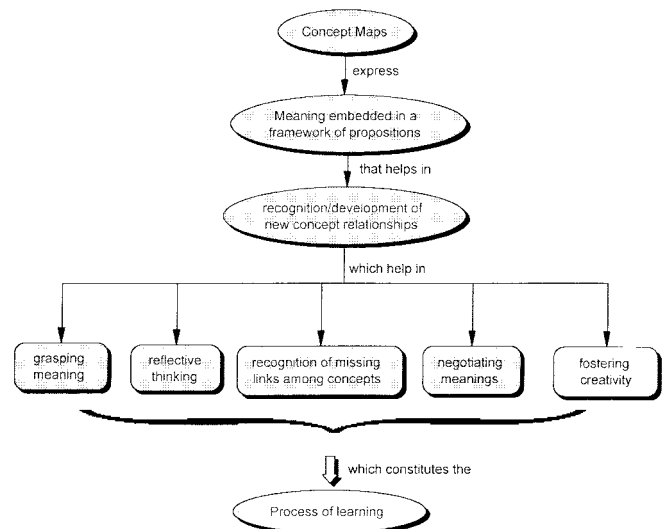 Concept Maps
express
Meaning embedded in a
framework of propositions
that helps in
recognition/development of
new concept relationships
which help in
grasping
meaning
reflective
thinking
recognition of missing
links among concepts
negotiating
meanings
fostering
creativity
which constitutes the
Process of learning